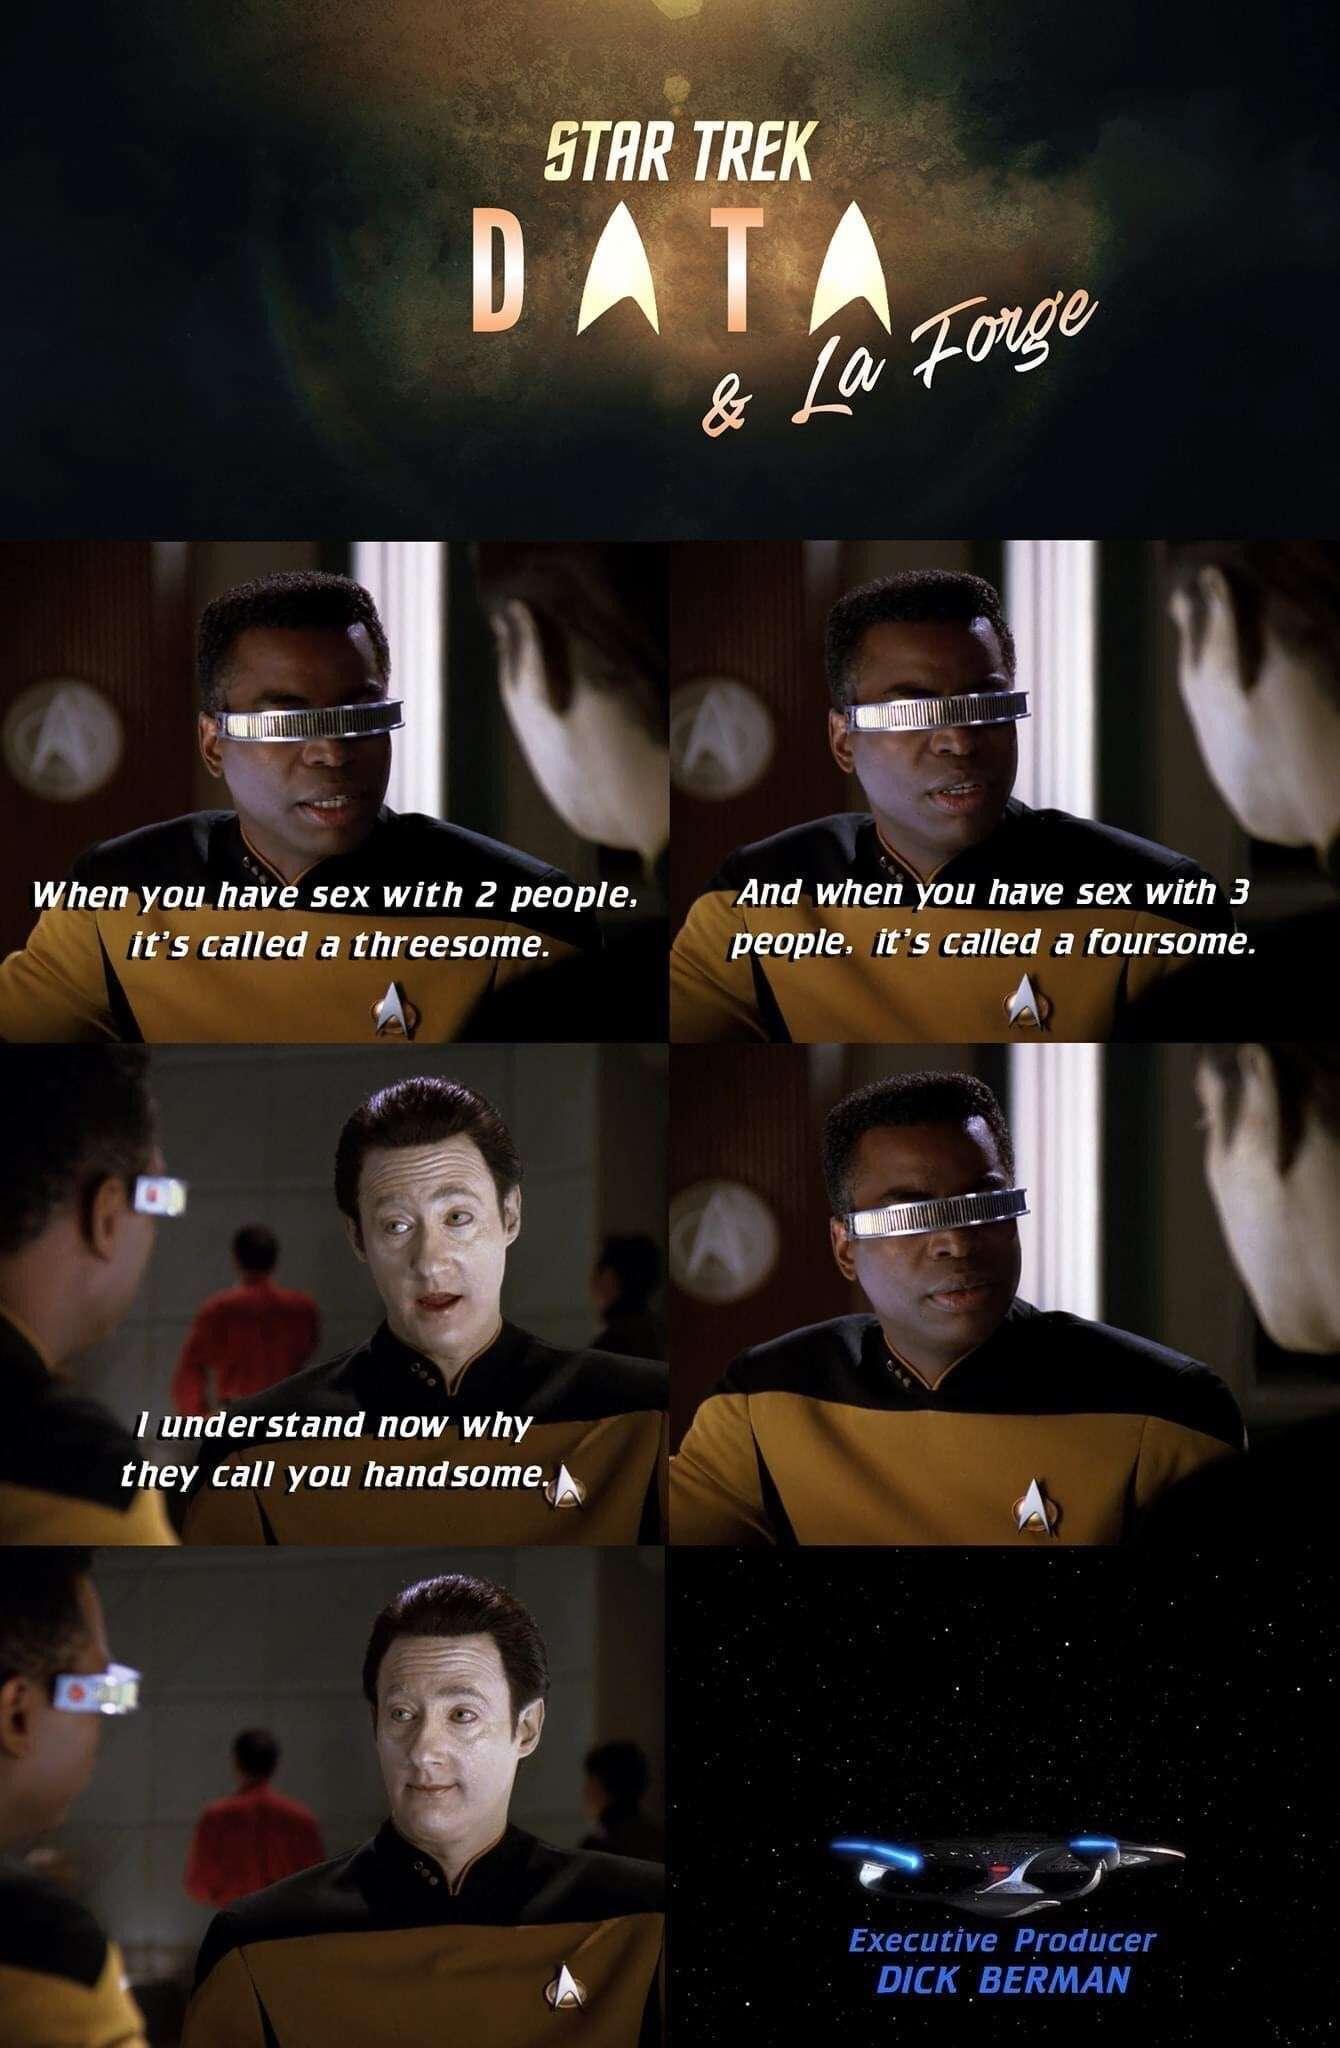 STAR TREK
DATA
& La Forge
When you have sex with 2 people,
it's called a threesome.
And when you have sex with 3
people, it's called a foursome.
I understand now why
they call you handsome.
Executive Producer
DICK BERMAN